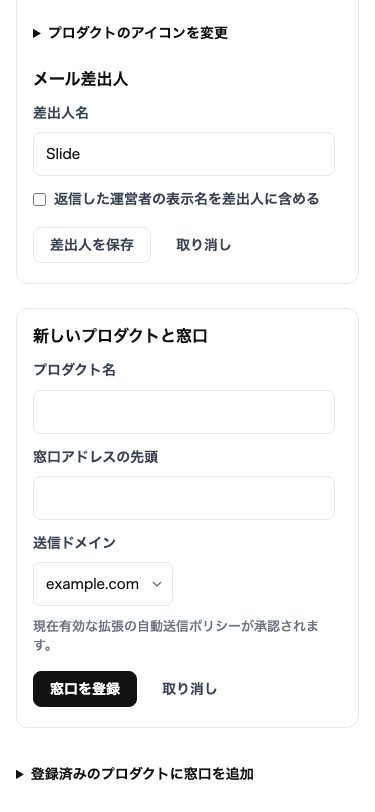 ▶ プロダクトのアイコンを変更
メール差出人
差出人名
Slide
返信した運営者の表示名を差出人に含める
差出人を保存 取り消し
新しいプロダクトと窓口
プロダクト名
窓口アドレスの先頭
送信ドメイン
example.com
現在有効な拡張の自動送信ポリシーが承認されま
す。
窓口を登録 取り消し
▶ 登録済みのプロダクトに窓口を追加